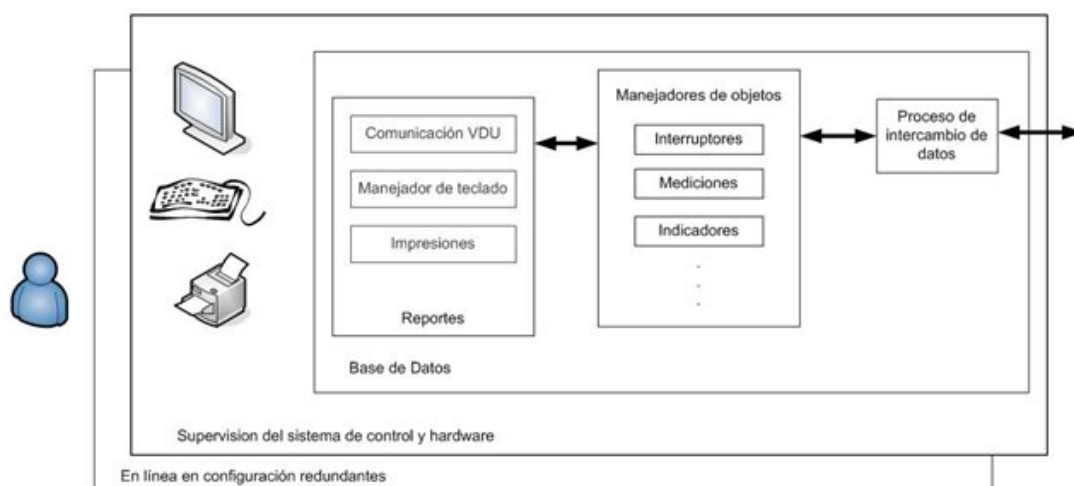 Comunicación VDU
Manejador de teclado
Impresiones
Reportes
Manejadores de objetos
Interruptores
Mediciones
Indicadores
.
.
.
Proceso de
intercambio de
datos
Base de Datos
Supervision del sistema de control y hardware
En línea en configuración redundantes